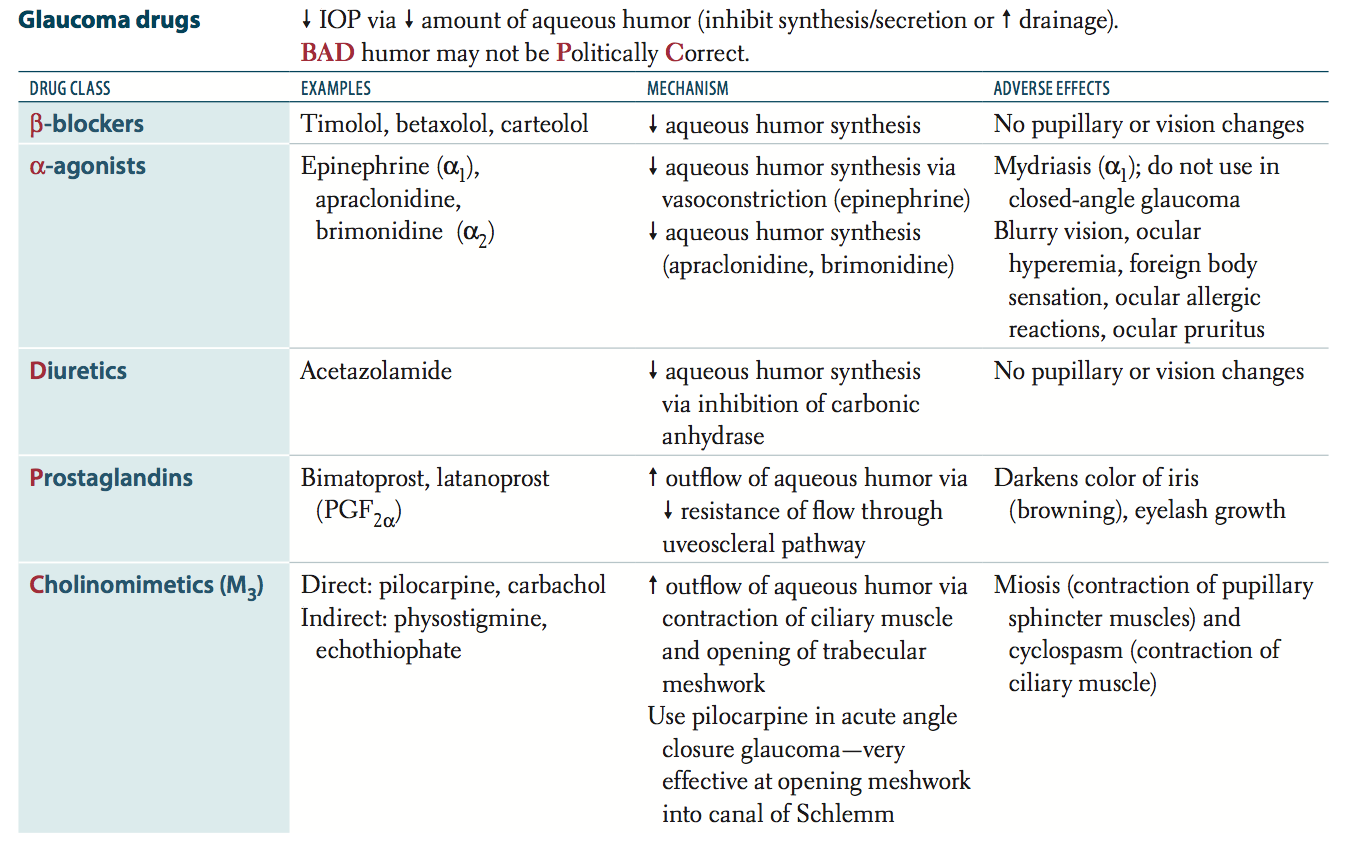 Glaucoma drugs
↓ IOP via ↓ amount of aqueous humor (inhibit synthesis/secretion or ↑ drainage).
BAD humor may not be Politically Correct.
DRUG CLASS EXAMPLES MECHANISM ADVERSE EFFECTS
β-blockers
Timolol, betaxolol, carteolol
↓ aqueous humor synthesis
No pupillary or vision changes
α-agonists
Epinephrine (α1),
apraclonidine,
brimonidine (α2)
↓ aqueous humor synthesis via
vasoconstriction (epinephrine)
↓ aqueous humor synthesis
(apraclonidine, brimonidine)
Mydriasis (α1); do not use in
closed-angle glaucoma
Blurry vision, ocular
hyperemia, foreign body
sensation, ocular allergic
reactions, ocular pruritus
Diuretics
Acetazolamide
↓ aqueous humor synthesis
via inhibition of carbonic
anhydrase
No pupillary or vision changes
Prostaglandins
Bimatoprost, latanoprost
(PGF2α)
↑ outflow of aqueous humor via
↓ resistance of flow through
uveoscleral pathway
Darkens color of iris
(browning), eyelash growth
Cholinomimetics (M3)
Direct: pilocarpine, carbachol
Indirect: physostigmine,
echothiophate
↑ outflow of aqueous humor via
contraction of ciliary muscle
and opening of trabecular
meshwork
Use pilocarpine in acute angle
closure glaucoma—very
effective at opening meshwork
into canal of Schlemm
Miosis (contraction of pupillary
sphincter muscles) and
cyclospasm (contraction of
ciliary muscle)